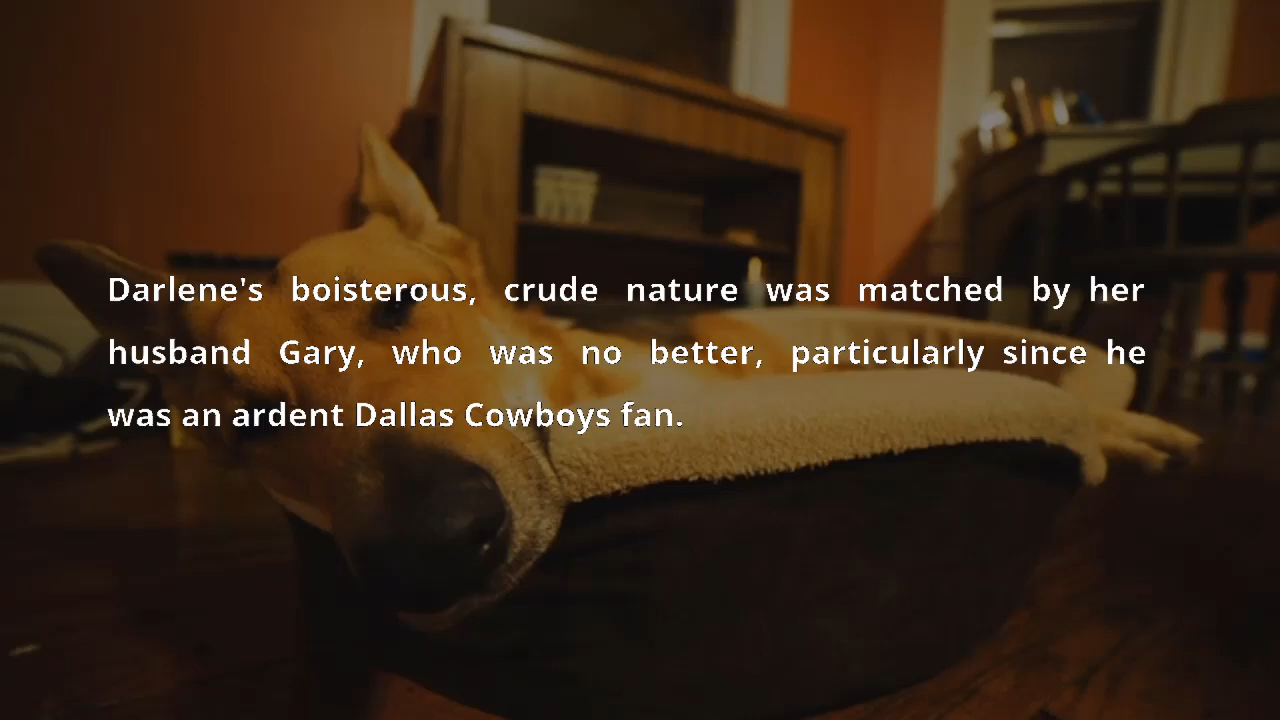 Darlene's boisterous, crude nature was matched by her
husband Gary, who was no better, particularly since he
was an ardent Dallas Cowboys fan.